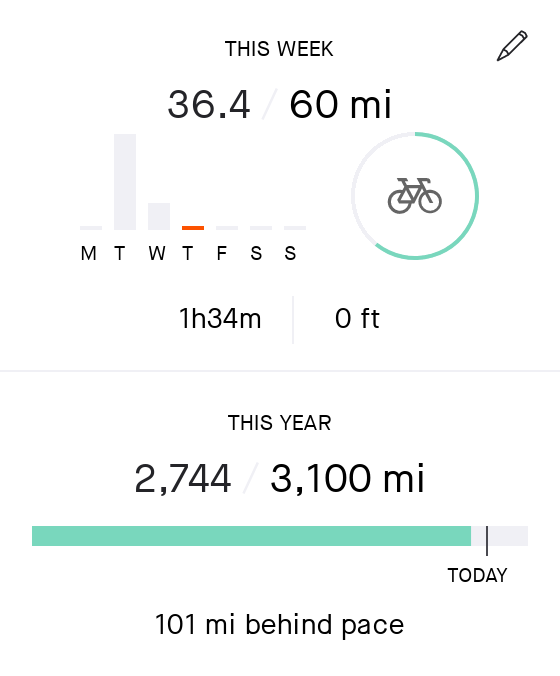 THIS WEEK
36.4 / 60 mi
M T W T F S S
1h34m 0 ft
THIS YEAR
2,744 / 3,100 mi
TODAY
101 mi behind pace